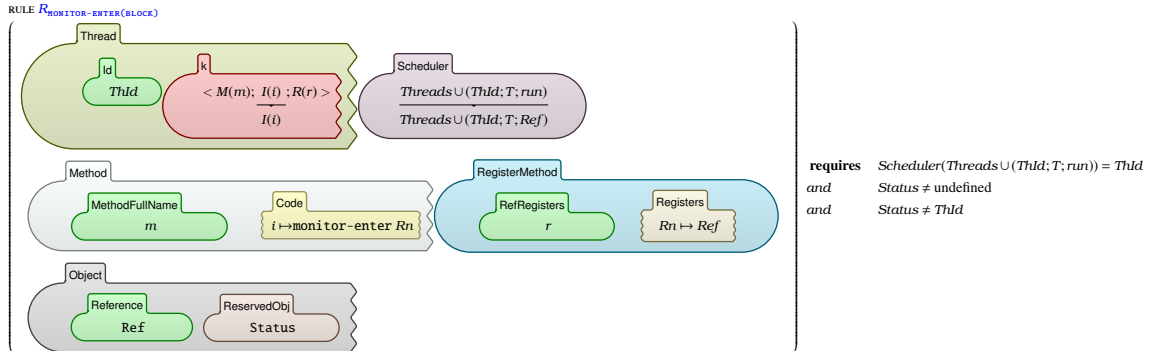 RULE R MONITOR-ENTER(BLOCK)
Thread
Id
ThId
k
< M(m); I(i) ; R(r) >
I(i)
Scheduler
Threads ∪ (ThId; T; run)
Threads ∪ (ThId; T; Ref)
Method
MethodFullName
m
Code
i ↦ monitor-enter Rn
RegisterMethod
RefRegisters
r
Registers
Rn ↦ Ref
Object
Reference
Ref
ReservedObj
Status
requires Scheduler(Threads ∪ (ThId; T; run)) = ThId
and Status ≠ undefined
and Status ≠ ThId